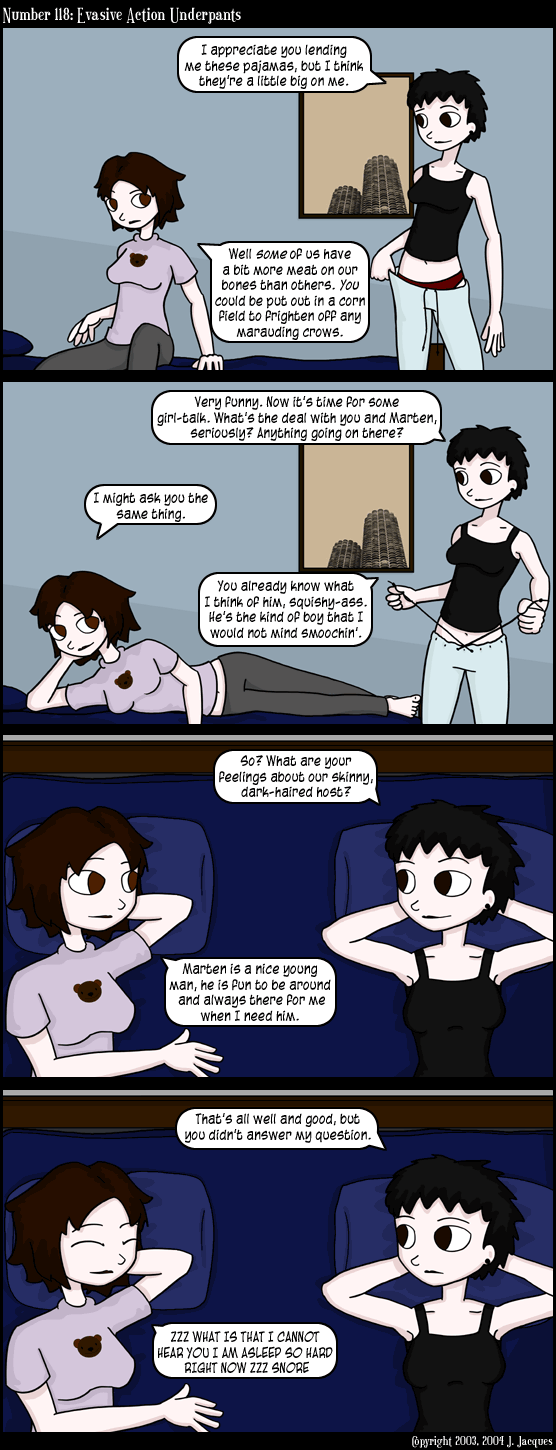 Number 118: Evasive Action Underpants
I appreciate you lending
me these pajamas, but I think
they're a little big on me.
Well some of us have
a bit more meat on our
bones than others. You
could be put out in a corn
field to frighten off any
marauding crows.
Very funny. Now it's time for some
girl-talk. What's the deal with you and Marten,
seriously? Anything going on there?
I might ask you the
same thing.
You already know what
I think of him, squishy-ass.
He's the kind of boy that I
would not mind smoochin'.
So? What are your
feelings about our skinny,
dark-haired host?
Marten is a nice young
man, he is fun to be around
and always there for me
when I need him.
That's all well and good, but
you didn't answer my question.
ZZZ WHAT IS THAT I CANNOT
HEAR YOU I AM ASLEEP SO HARD
RIGHT NOW ZZZ SNORE
Copyright 2003, 2004 J. Jacques